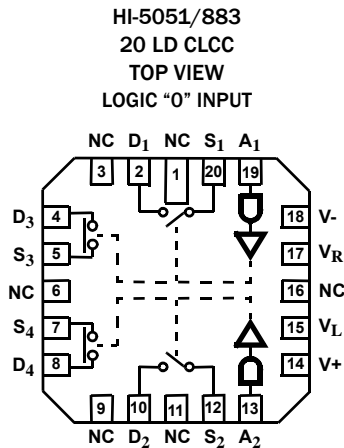 HI-5051/883
20 LD CLCC
TOP VIEW
LOGIC “0” INPUT
NC D1 NC S1 A1
3 2 1 20 19
D3 4 18 V-
S3 5 17 VR
NC 6 16 NC
S4 7 15 VL
D4 8 14 V+
9 10 11 12 13
NC D2 NC S2 A2